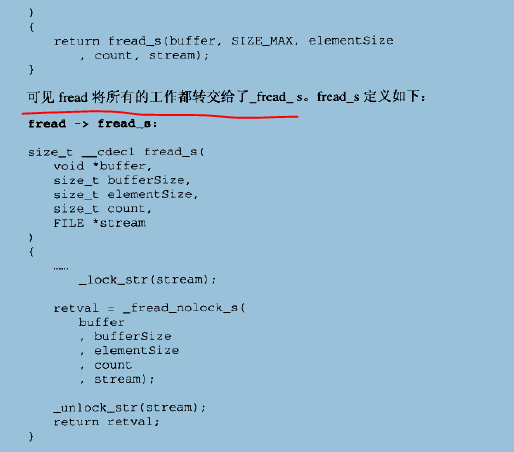 )
{
return fread_s(buffer, SIZE_MAX, elementSize
, count, stream);
}
可见 fread 将所有的工作都转交给了_fread_ s。fread_s 定义如下：
fread -> fread_s:
size_t __cdecl fread_s(
void *buffer,
size_t bufferSize,
size_t elementSize,
size_t count,
FILE *stream
)
{
……
_lock_str(stream);
retval = _fread_nolock_s(
buffer
, bufferSize
, elementSize
, count
, stream);
_unlock_str(stream);
return retval;
}